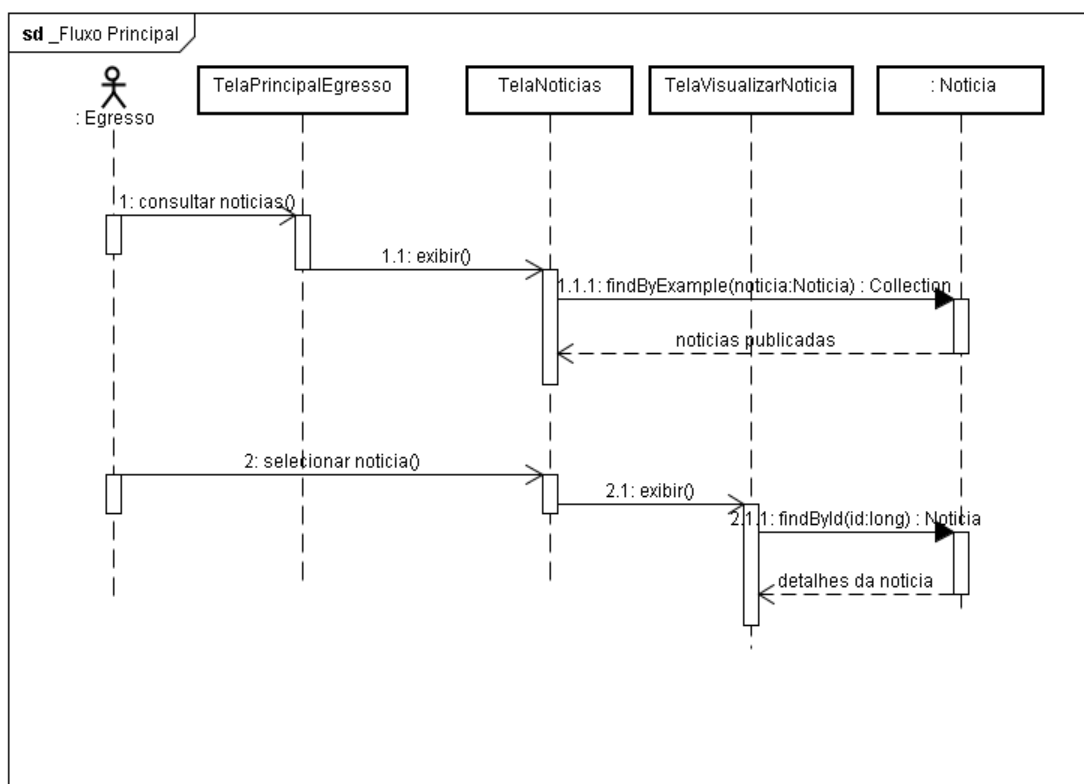 sd _Fluxo Principal
: Egresso
TelaPrincipalEgresso
TelaNoticias
TelaVisualizarNoticia
: Noticia
1: consultar noticias()
1.1: exibir()
1.1.1: findByExample(noticia:Noticia) : Collection
noticias publicadas
2: selecionar noticia()
2.1: exibir()
2.1.1: findById(id:long) : Noticia
detalhes da noticia